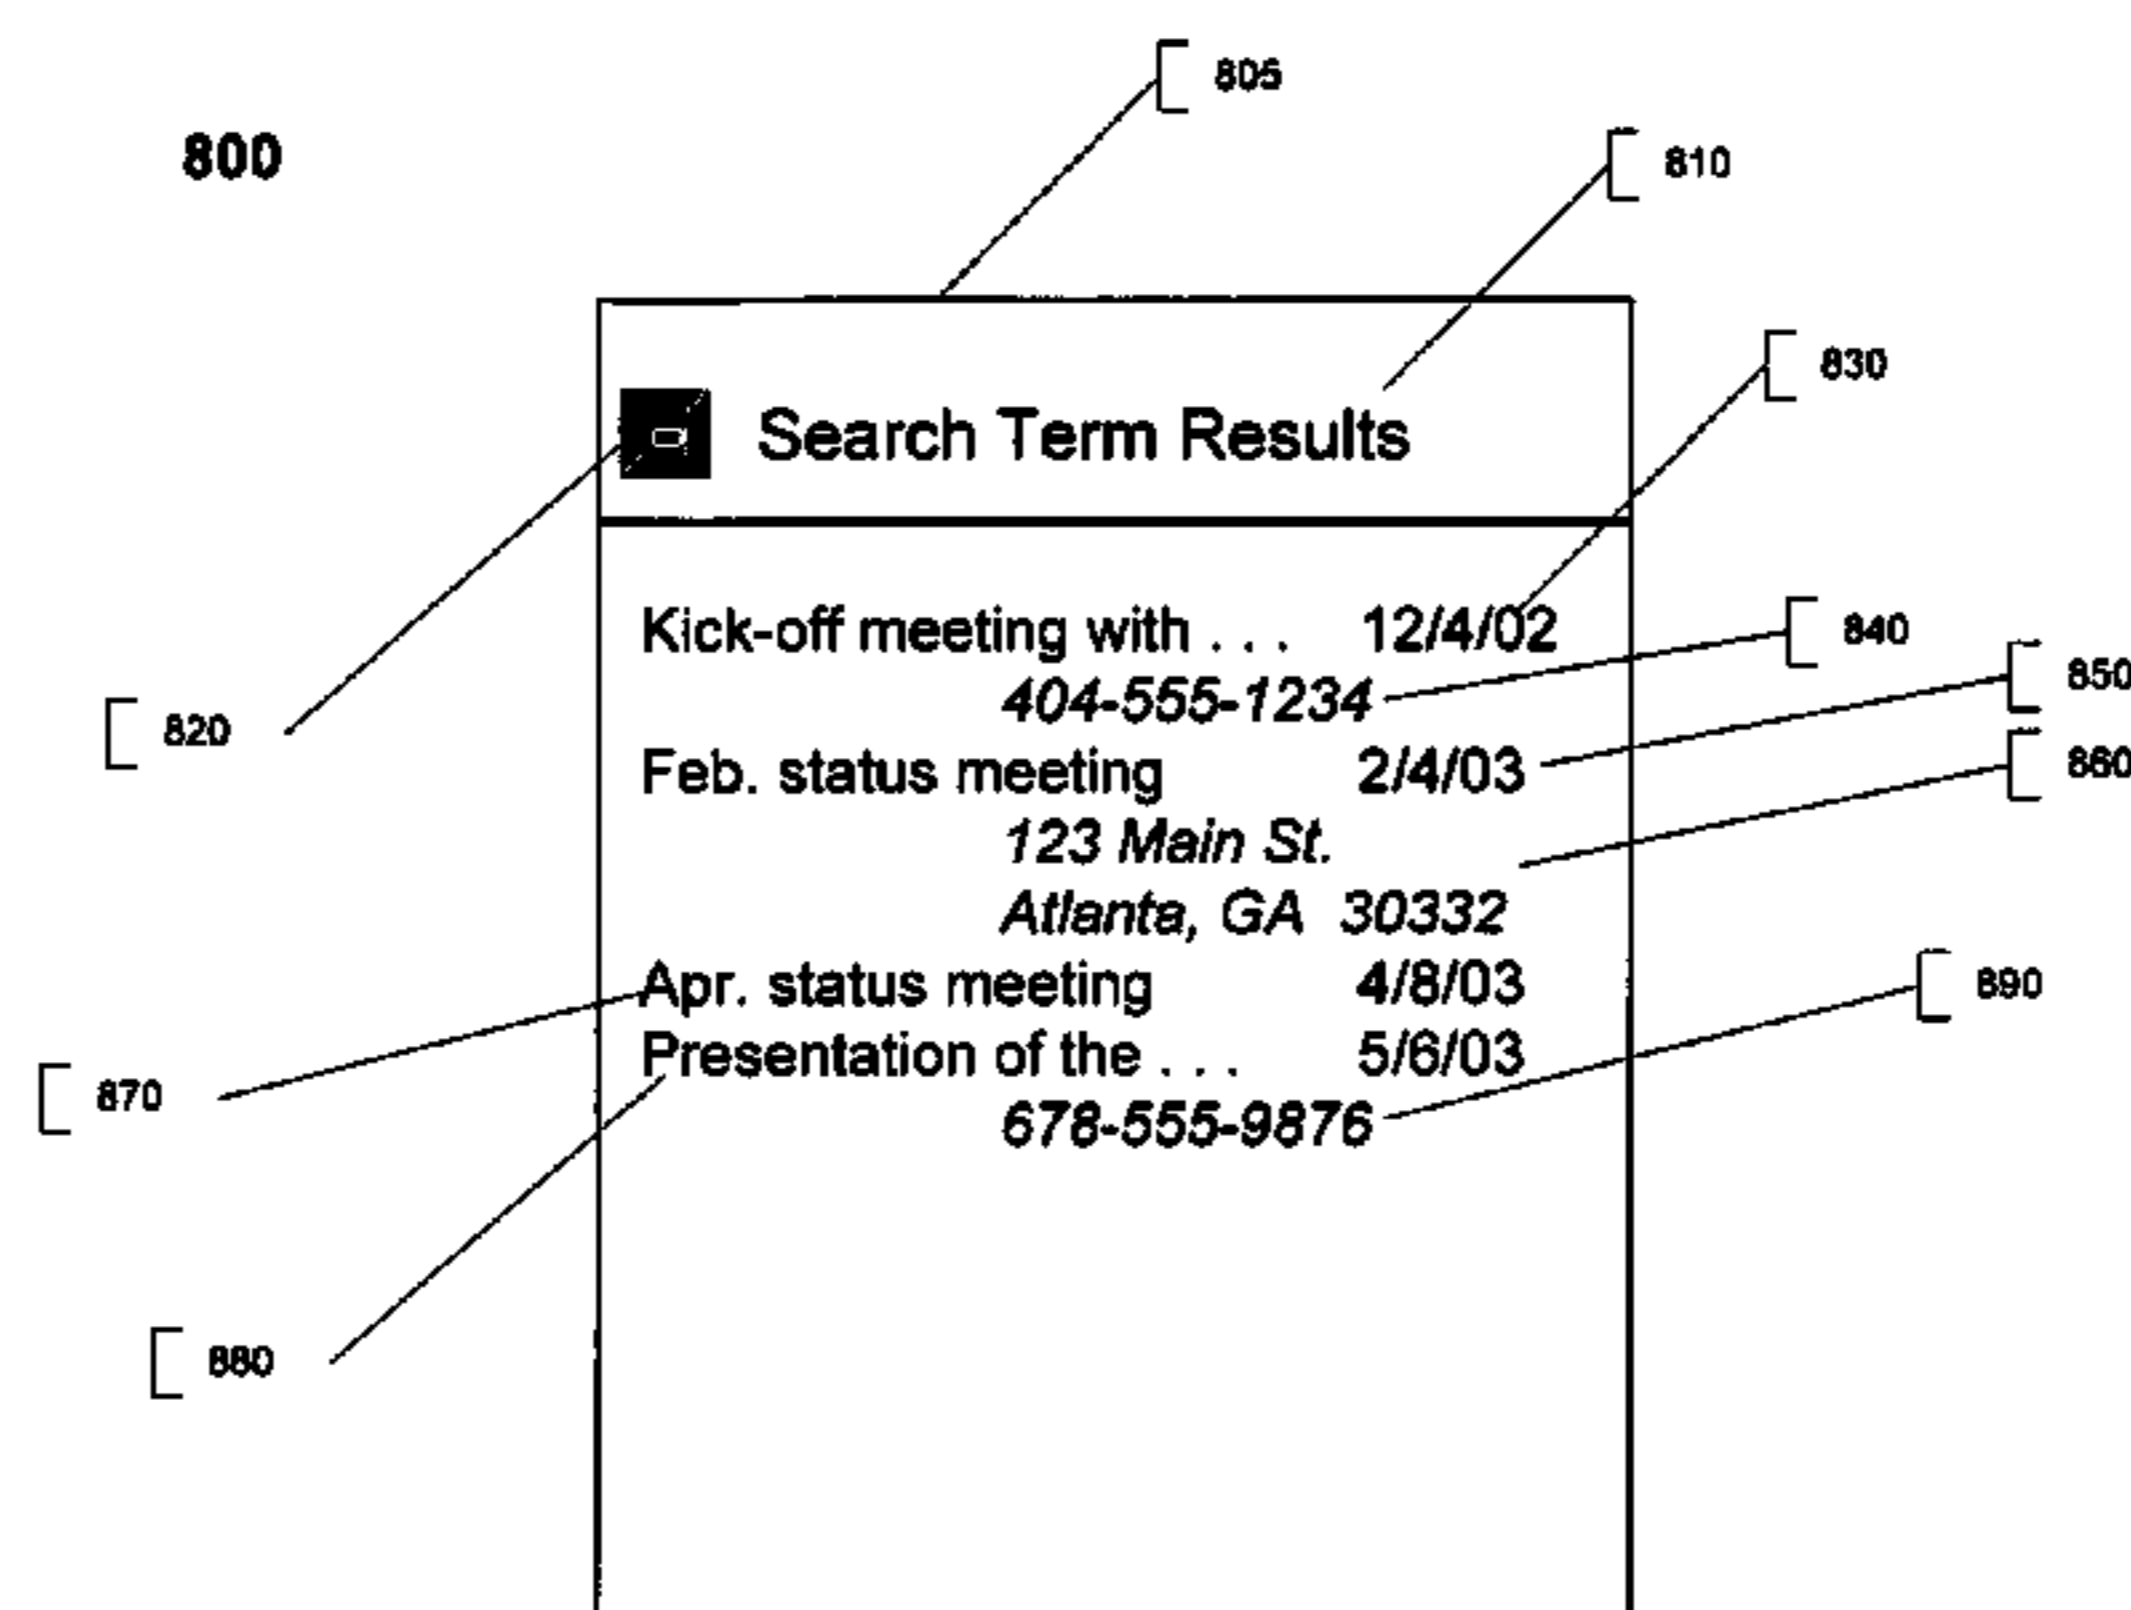 805
800
810
830
Search Term Results
Kick-off meeting with . . . 12/4/02
840
404-555-1234
850
820
Feb. status meeting 2/4/03
860
123 Main St.
Atlanta, GA 30332
Apr. status meeting 4/8/03
890
Presentation of the . . . 5/6/03
870
678-555-9876
880